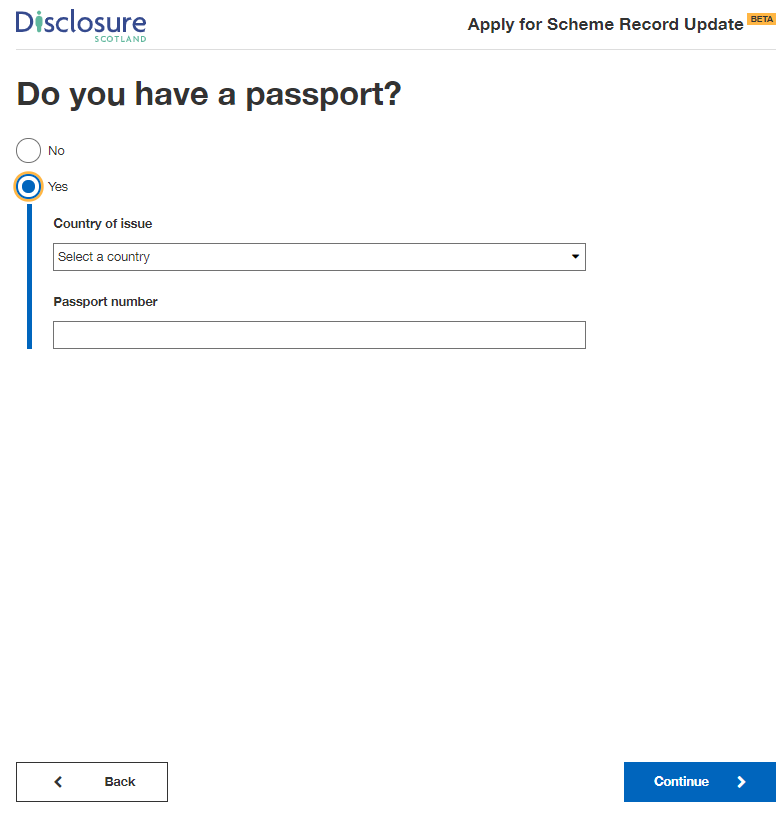 Disclosure
SCOTLAND
Apply for Scheme Record Update BETA
Do you have a passport?
No
Yes
Country of issue
Select a country
Passport number
Back
Continue